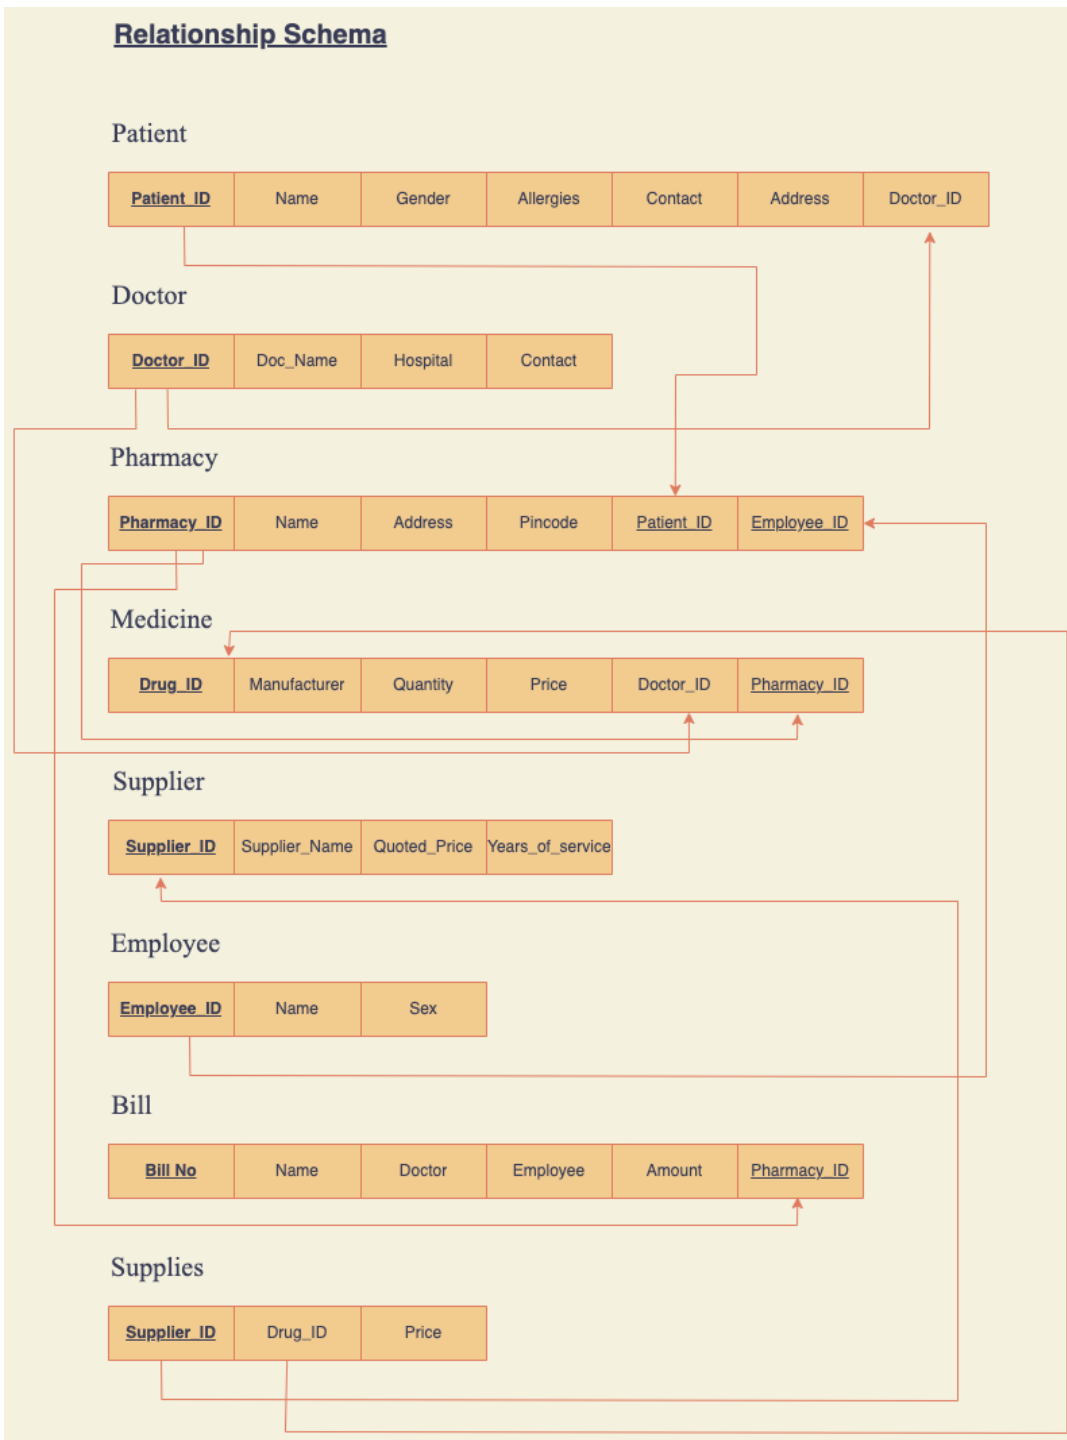 Relationship Schema
Patient
Patient_ID Name Gender Allergies Contact Address Doctor_ID
Doctor
Doctor_ID Doc_Name Hospital Contact
Pharmacy
Pharmacy_ID Name Address Pincode Patient_ID Employee_ID
Medicine
Drug_ID Manufacturer Quantity Price Doctor_ID Pharmacy_ID
Supplier
Supplier_ID Supplier_Name Quoted_Price Years_of_service
Employee
Employee_ID Name Sex
Bill
Bill No Name Doctor Employee Amount Pharmacy_ID
Supplies
Supplier_ID Drug_ID Price